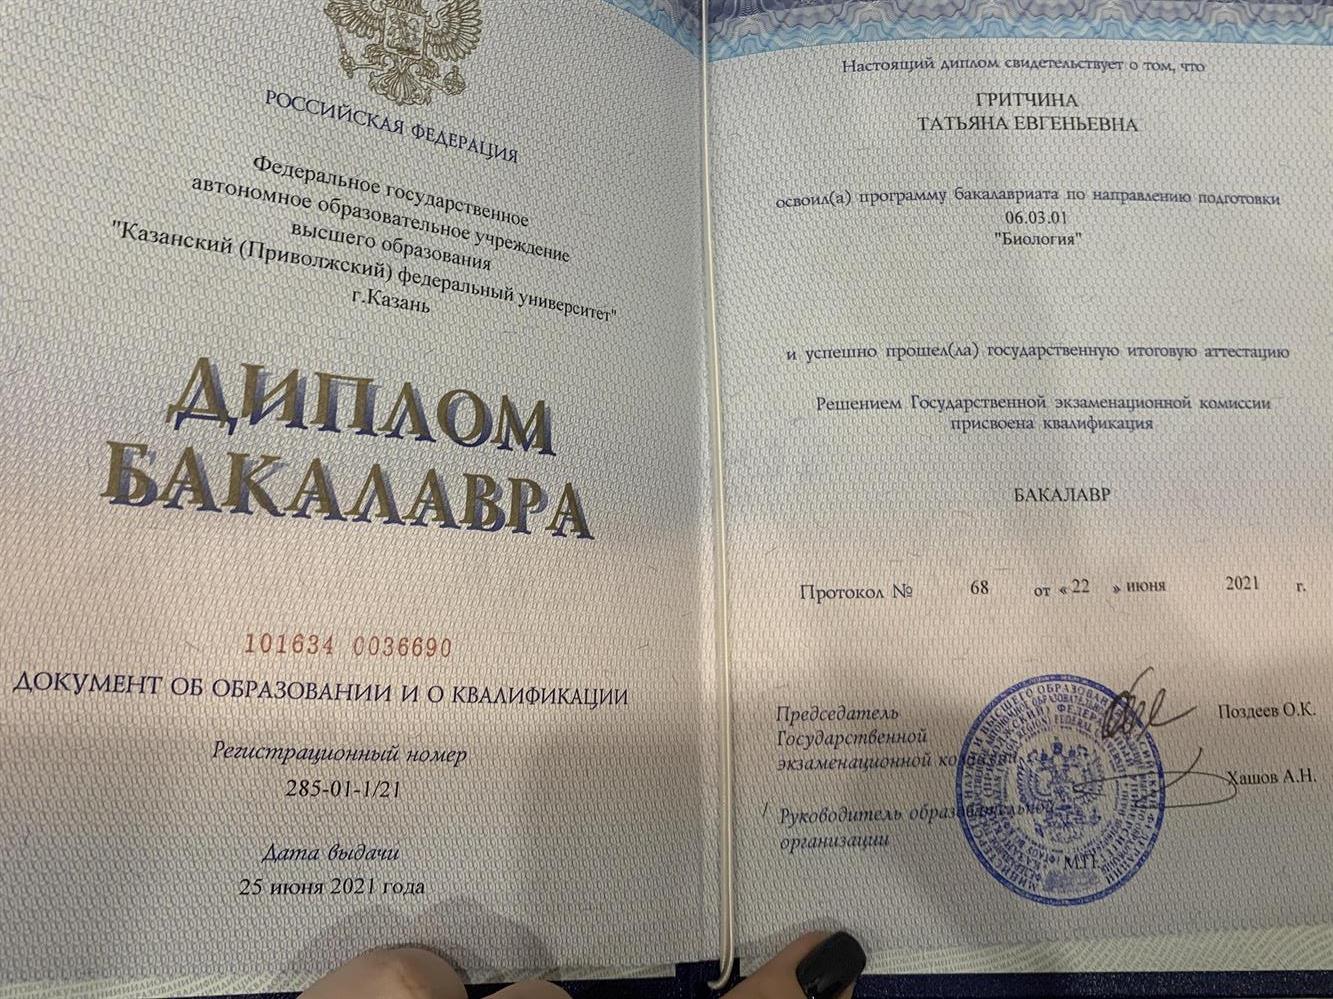 РОССИЙСКАЯ ФЕДЕРАЦИЯ
Федеральное государственное
автономное образовательное учреждение
высшего образования
"Казанский (Приволжский) федеральный университет"
г.Казань
ДИПЛОМ
БАКАЛАВРА
101634 0036690
ДОКУМЕНТ ОБ ОБРАЗОВАНИИ И О КВАЛИФИКАЦИИ
Регистрационный номер
285-01-1/21
Дата выдачи
25 июня 2021 года
Настоящий диплом свидетельствует о том, что
ГРИТЧИНА
ТАТЬЯНА ЕВГЕНЬЕВНА
освоил(а) программу бакалавриата по направлению подготовки
06.03.01
"Биология"
и успешно прошел(ла) государственную итоговую аттестацию
Решением Государственной экзаменационной комиссии
присвоена квалификация
БАКАЛАВР
Протокол № 68 от « 22 » июня 2021 г.
Председатель
Государственной
экзаменационной комиссии
Поздеев О.К.
Хашов А.Н.
/ Руководитель образовательной
организации
М.П.